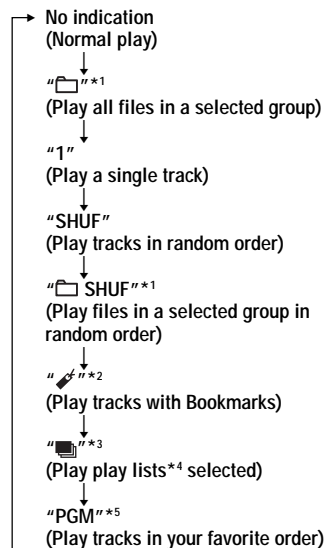 No indication
(Normal play)
“ ”*1
(Play all files in a selected group)
“1”
(Play a single track)
“SHUF”
(Play tracks in random order)
“ SHUF”*1
(Play files in a selected group in
random order)
“ ”*2
(Play tracks with Bookmarks)
“ ”*3
(Play play lists*4 selected)
“PGM”*5
(Play tracks in your favorite order)